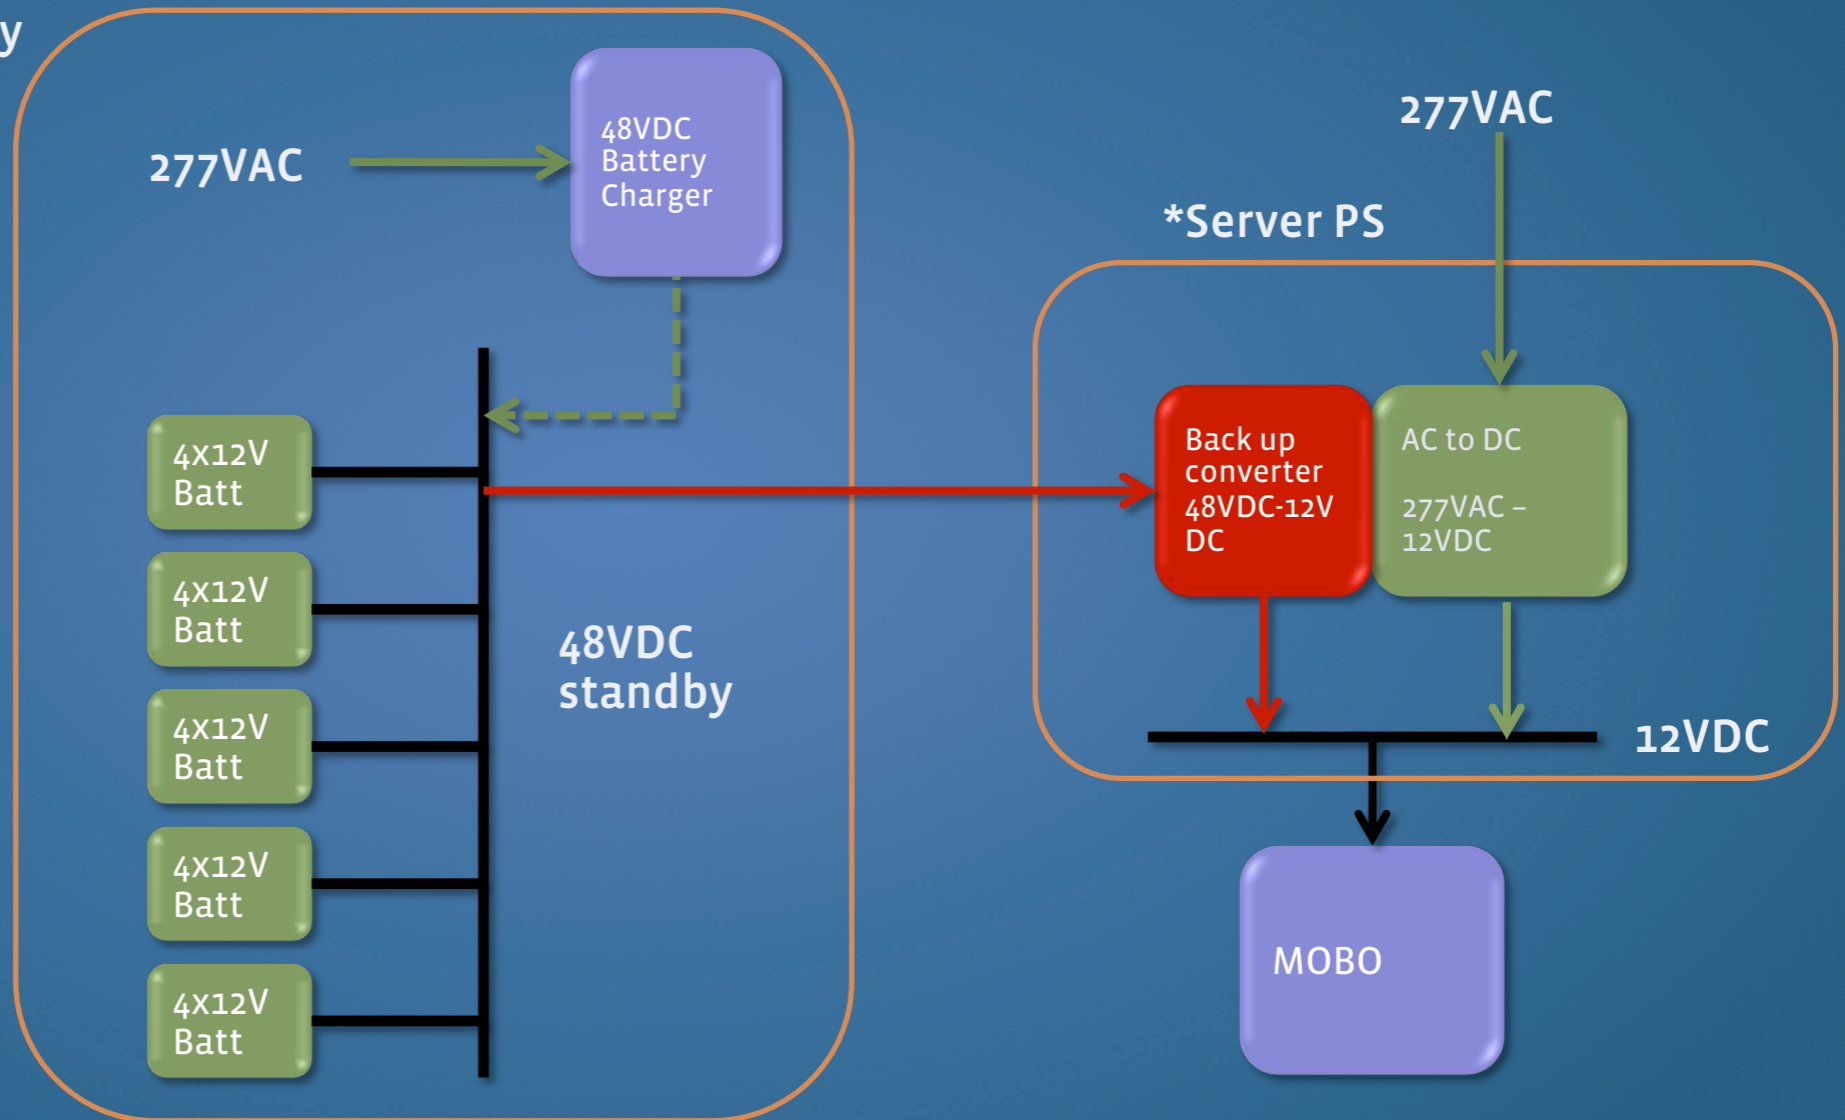 y
277VAC
48VDC
Battery
Charger
277VAC
*Server PS
4x12V
Batt
4x12V
Batt
4x12V
Batt
4x12V
Batt
4x12V
Batt
48VDC
standby
Back up
converter
48VDC-12V
DC
AC to DC
277VAC –
12VDC
12VDC
MOBO